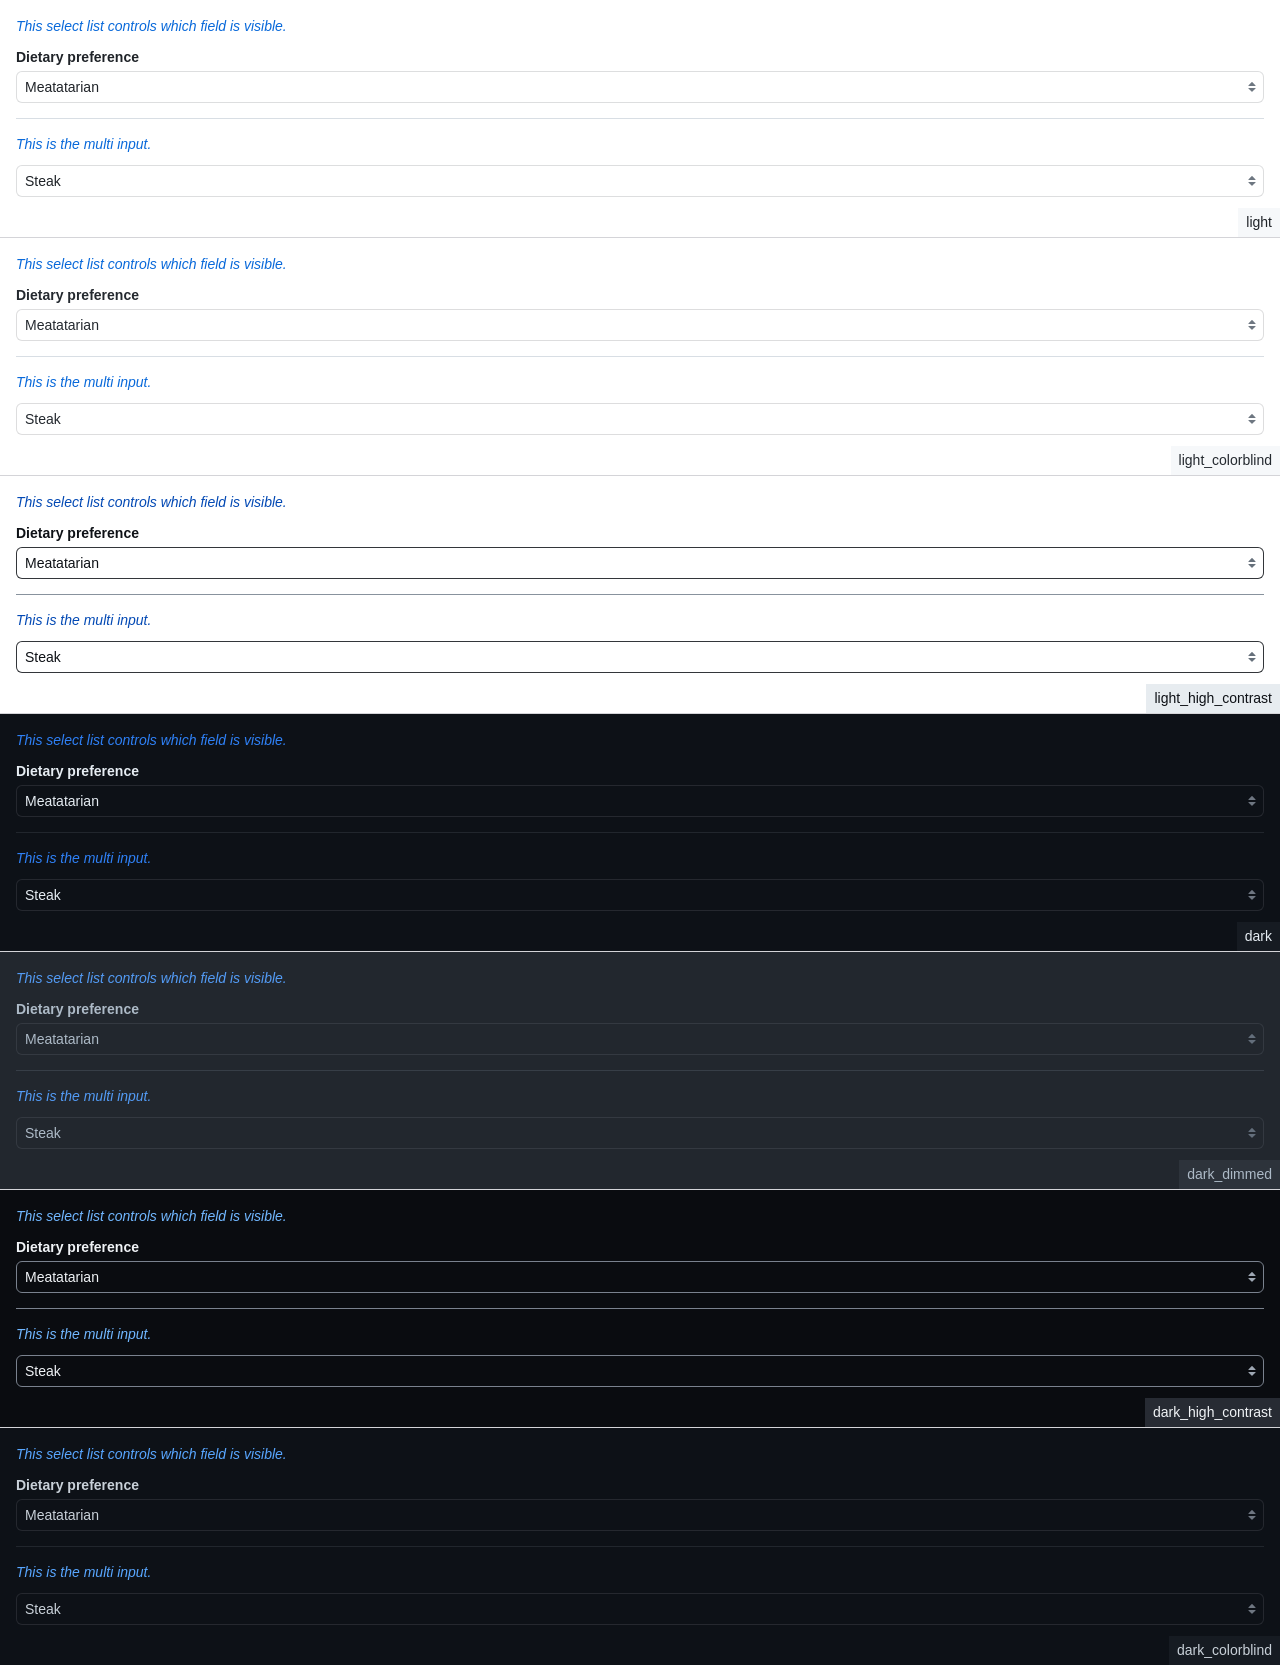 This select list controls which field is visible.
Dietary preference
Meatatarian
This is the multi input.
Steak
light
This select list controls which field is visible.
Dietary preference
Meatatarian
This is the multi input.
Steak
light_colorblind
This select list controls which field is visible.
Dietary preference
Meatatarian
This is the multi input.
Steak
light_high_contrast
This select list controls which field is visible.
Dietary preference
Meatatarian
This is the multi input.
Steak
dark
This select list controls which field is visible.
Dietary preference
Meatatarian
This is the multi input.
Steak
dark_dimmed
This select list controls which field is visible.
Dietary preference
Meatatarian
This is the multi input.
Steak
dark_high_contrast
This select list controls which field is visible.
Dietary preference
Meatatarian
This is the multi input.
Steak
dark_colorblind